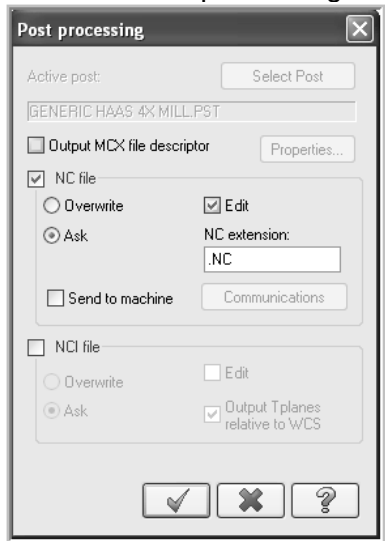 Post processing
Active post:
Select Post
GENERIC HAAS 4X MILL.PST
Output MCX file descriptor
Properties...
NC file
Overwrite
Edit
Ask
NC extension:
.NC
Send to machine
Communications
NCI file
Overwrite
Edit
Ask
Output Tplanes
relative to WCS